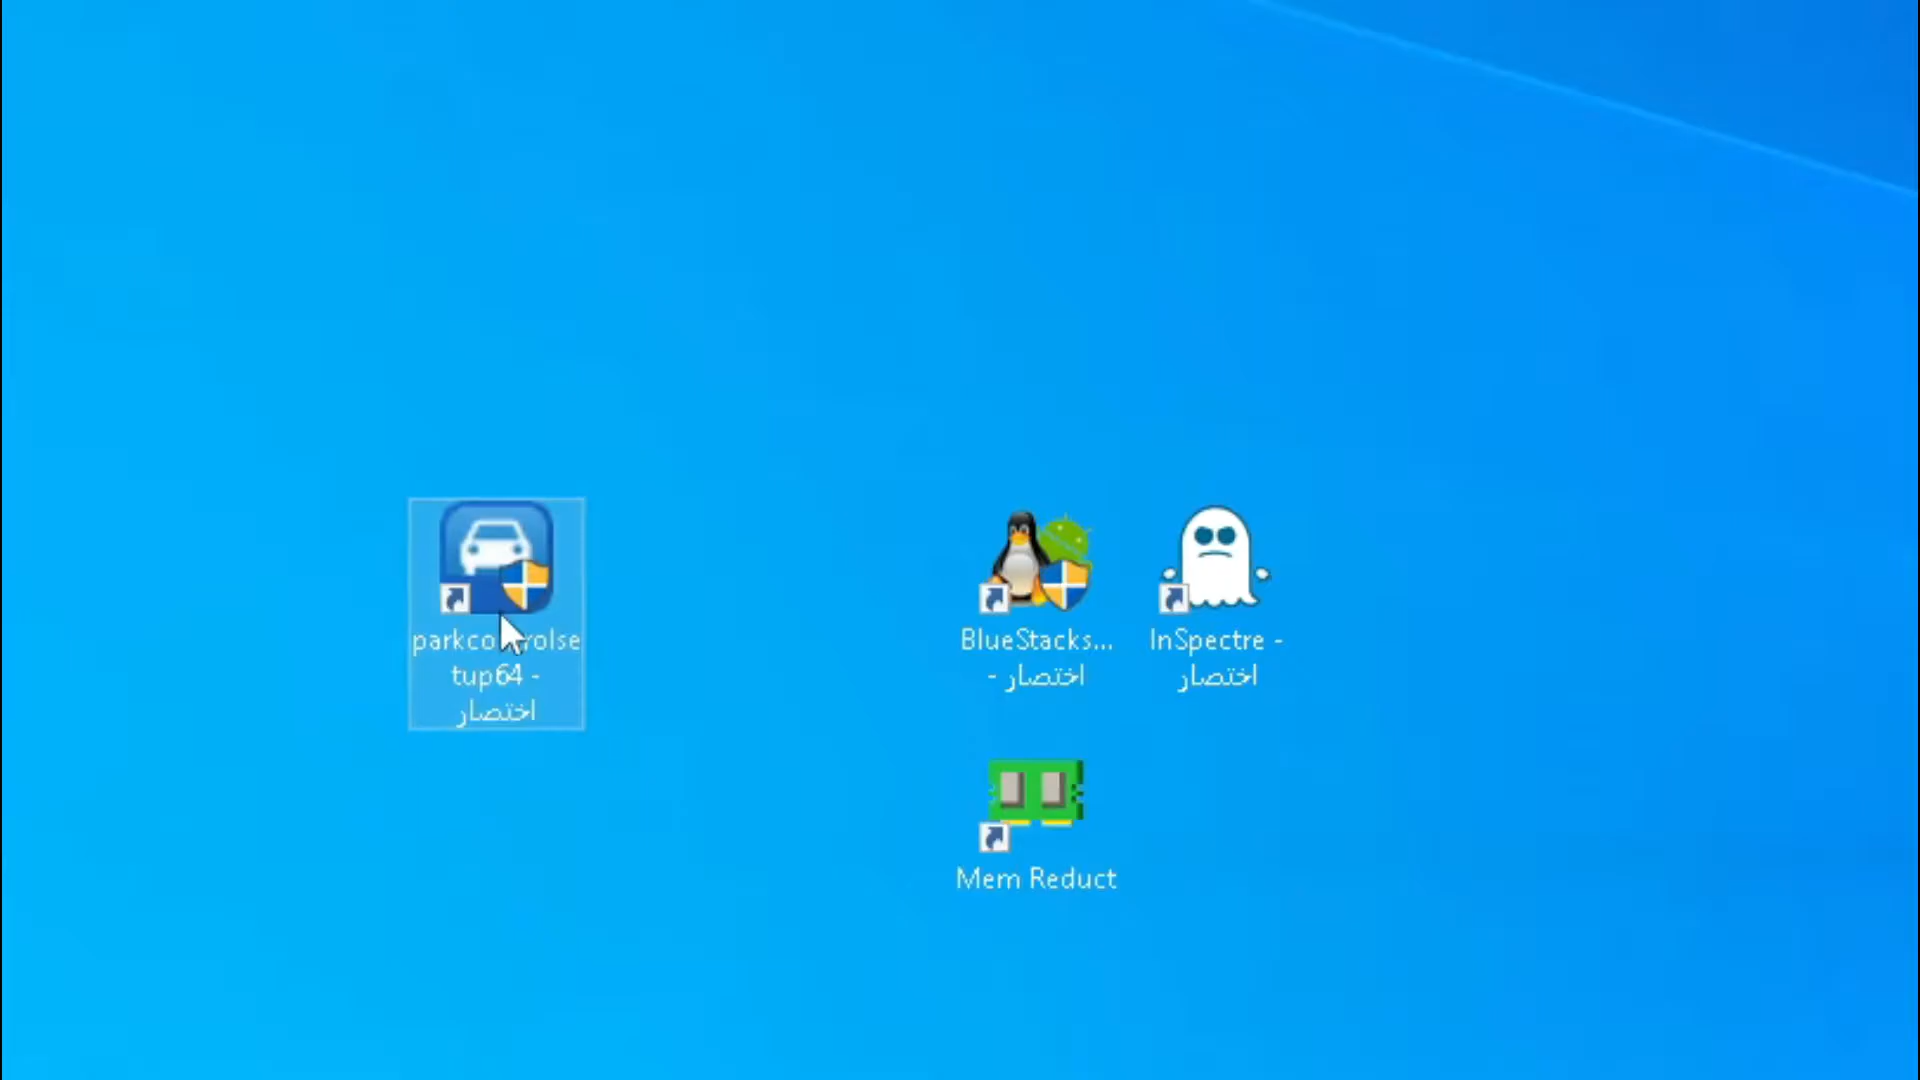 parkcontrolse
tup64 -
اختصار
BlueStacks...
- اختصار
InSpectre -
اختصار
Mem Reduct